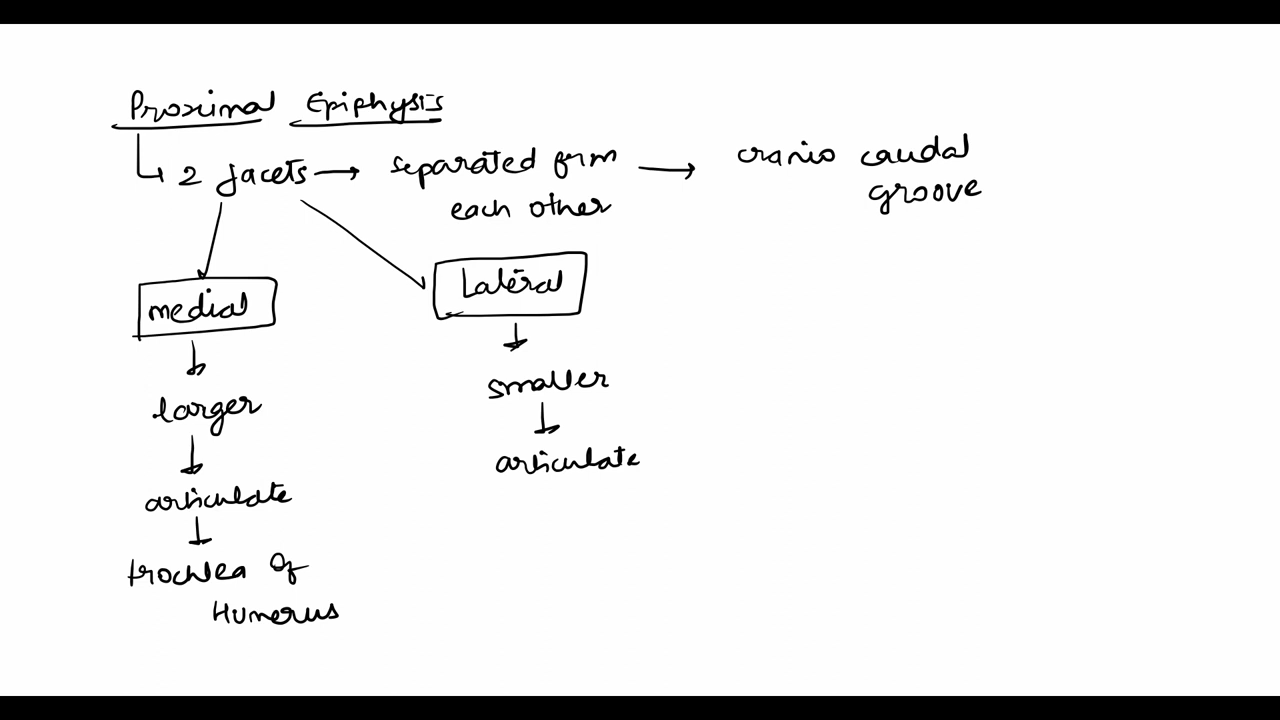 Proximal Epiphysis
2 facets → separated from → cranio caudal
each other groove
medial Lateral
larger smaller
articulate articulate
trochlea of
Humerus